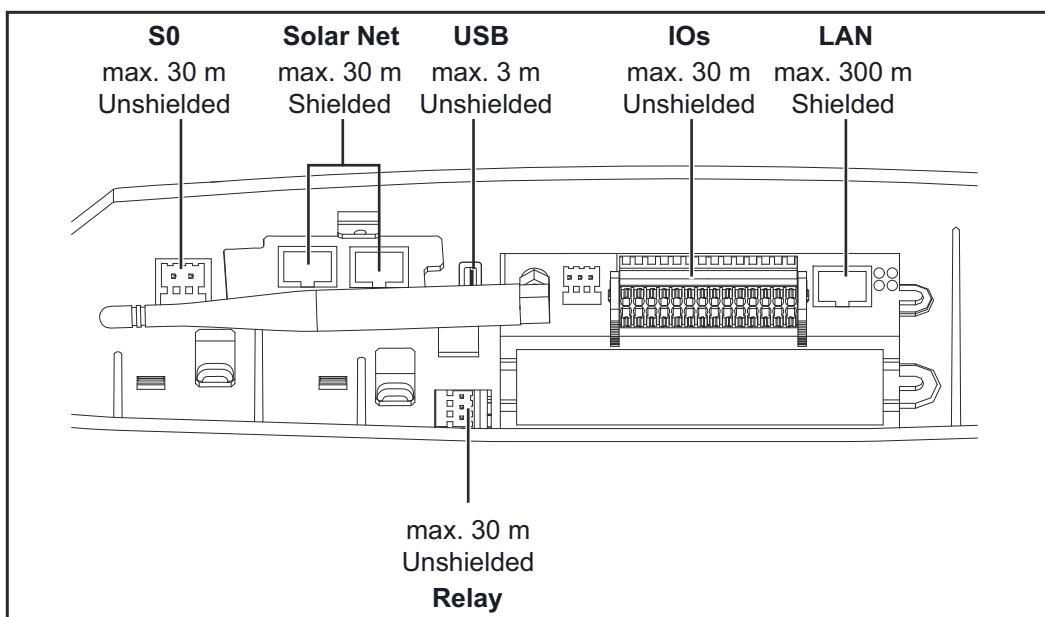 S0
max. 30 m
Unshielded
Solar Net
max. 30 m
Shielded
USB
max. 3 m
Unshielded
IOs
max. 30 m
Unshielded
LAN
max. 300 m
Shielded
max. 30 m
Unshielded
Relay